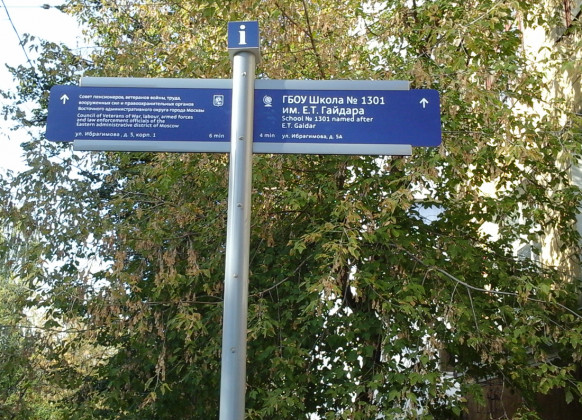 i
Совет пенсионеров, ветеранов войны, труда,
вооруженных сил и правоохранительных органов
Восточного административного округа города Москвы
Council of Veterans of War, labour, armed forces
and law enforcement officials of the
Eastern administrative district of Moscow
ул. Ибрагимова, д. 5, корп. 1 6 min
ГБОУ Школа № 1301
им. Е.Т. Гайдара
School № 1301 named after
E.T. Gaidar
4 min ул. Ибрагимова, д. 5А